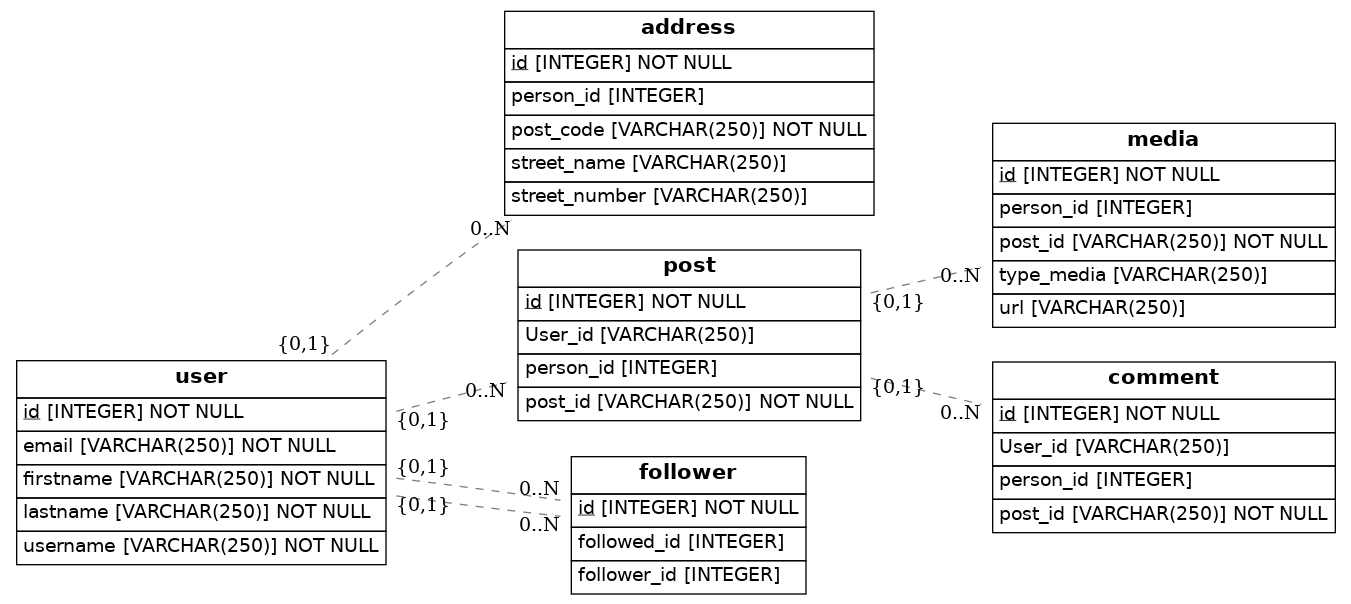 address
id [INTEGER] NOT NULL
person_id [INTEGER]
post_code [VARCHAR(250)] NOT NULL
street_name [VARCHAR(250)]
street_number [VARCHAR(250)]
0..N
{0,1}
media
id [INTEGER] NOT NULL
person_id [INTEGER]
post_id [VARCHAR(250)] NOT NULL
type_media [VARCHAR(250)]
url [VARCHAR(250)]
post
id [INTEGER] NOT NULL
User_id [VARCHAR(250)]
person_id [INTEGER]
post_id [VARCHAR(250)] NOT NULL
0..N
{0,1}
{0,1}
0..N
user
id [INTEGER] NOT NULL
email [VARCHAR(250)] NOT NULL
firstname [VARCHAR(250)] NOT NULL
lastname [VARCHAR(250)] NOT NULL
username [VARCHAR(250)] NOT NULL
0..N
{0,1}
{0,1}
0..N
{0,1}
0..N
comment
id [INTEGER] NOT NULL
User_id [VARCHAR(250)]
person_id [INTEGER]
post_id [VARCHAR(250)] NOT NULL
follower
id [INTEGER] NOT NULL
followed_id [INTEGER]
follower_id [INTEGER]